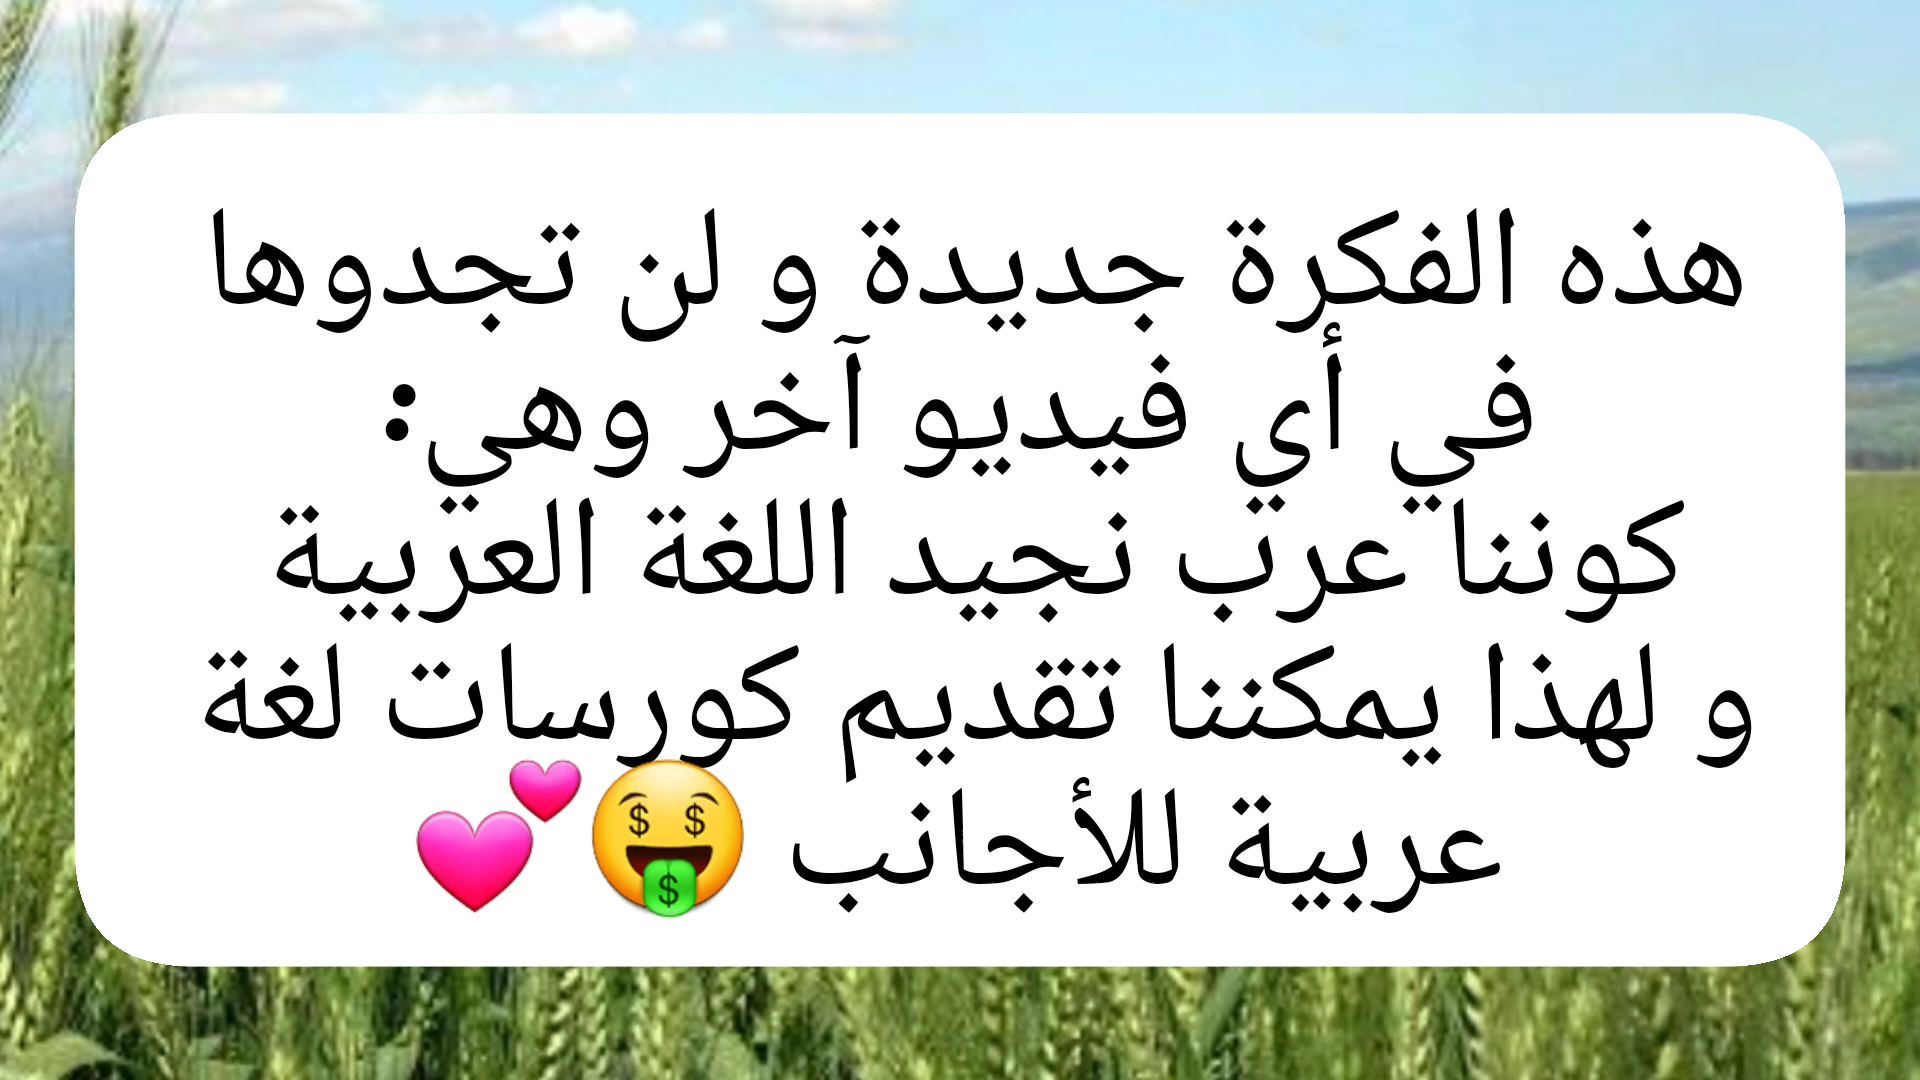 هذه الفكرة جديدة و لن تجدوها
في أي فيديو آخر وهي:
كوننا عرب نجيد اللغة العربية
و لهذا يمكننا تقديم كورسات لغة
عربية للأجانب 🤑💕